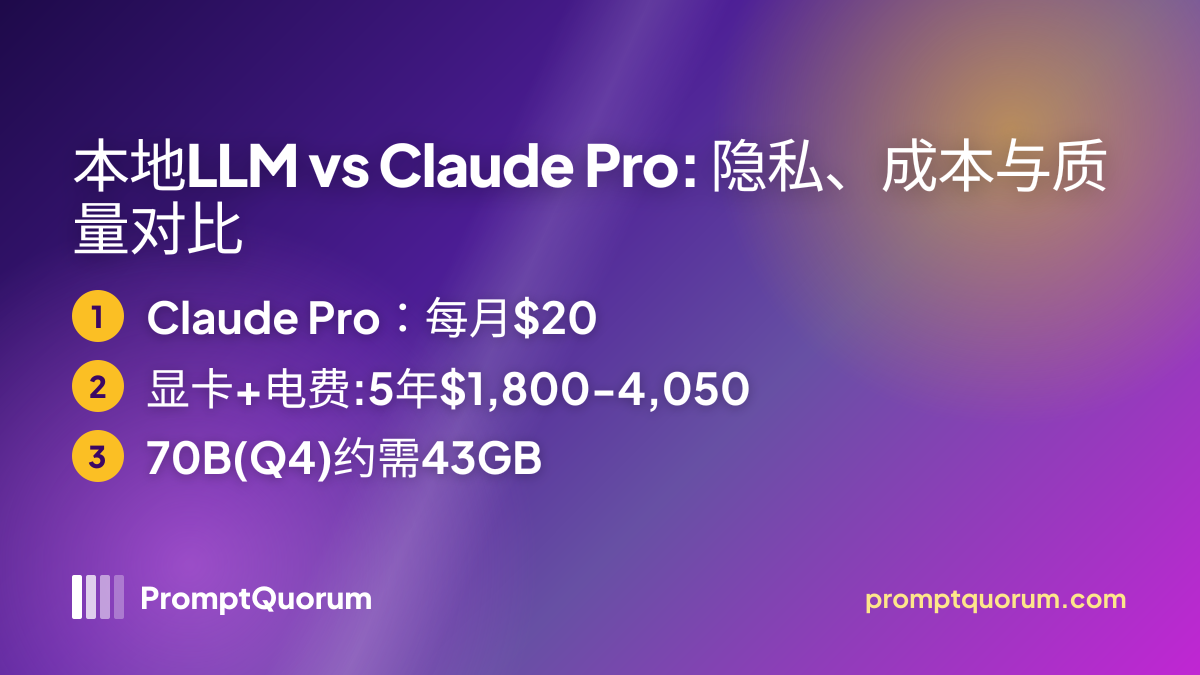 本地LLM vs Claude Pro: 隐私、成本与质
量对比
1 Claude Pro：每月$20
2 显卡+电费:5年$1,800-4,050
3 70B(Q4)约需43GB
PromptQuorum
promptquorum.com